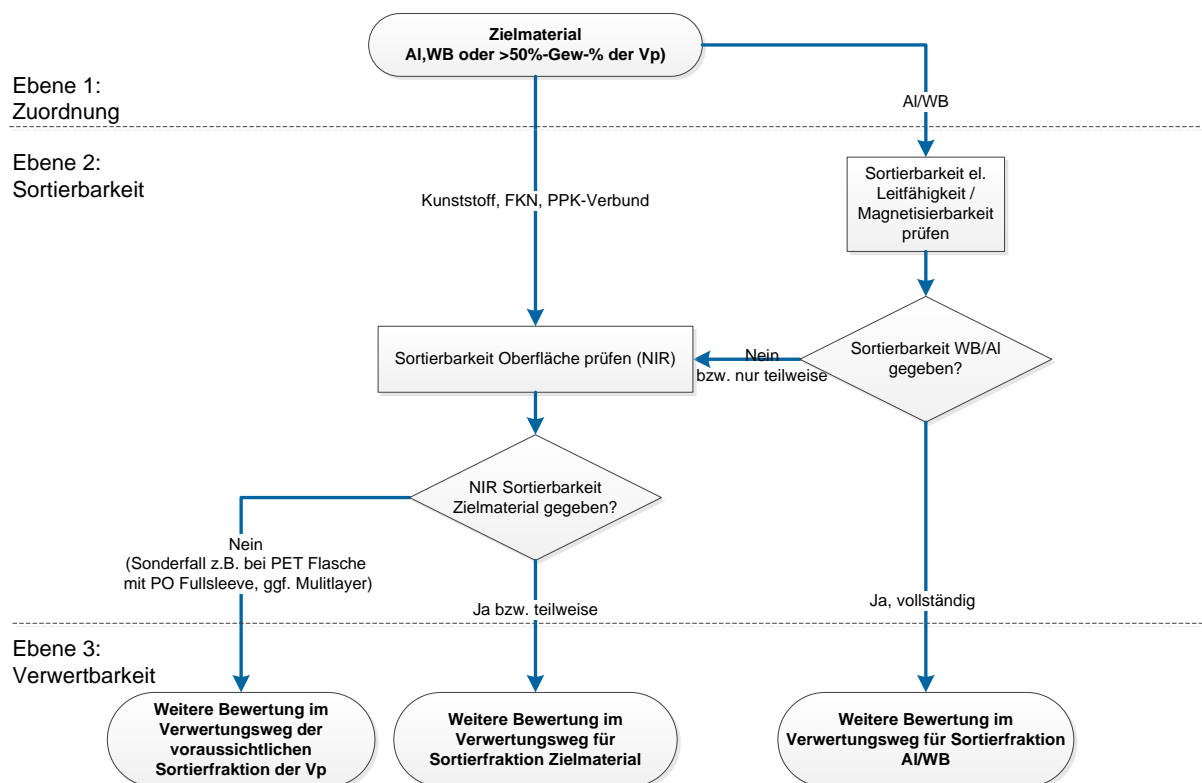 Zielmaterial
Al,WB oder >50%-Gew-% der Vp)
Ebene 1:
Zuordnung
Al/WB
Ebene 2:
Sortierbarkeit
Sortierbarkeit el.
Leitfähigkeit /
Magnetisierbarkeit
prüfen
Kunststoff, FKN, PPK-Verbund
Sortierbarkeit Oberfläche prüfen (NIR)
Nein
bzw. nur teilweise
Sortierbarkeit WB/Al
gegeben?
NIR Sortierbarkeit
Zielmaterial gegeben?
Nein
(Sonderfall z.B. bei PET Flasche
mit PO Fullsleeve, ggf. Mulitlayer)
Ja bzw. teilweise
Ja, vollständig
Ebene 3:
Verwertbarkeit
Weitere Bewertung im
Verwertungsweg der
voraussichtlichen
Sortierfraktion der Vp
Weitere Bewertung im
Verwertungsweg für
Sortierfraktion Zielmaterial
Weitere Bewertung im
Verwertungsweg für Sortierfraktion
Al/WB